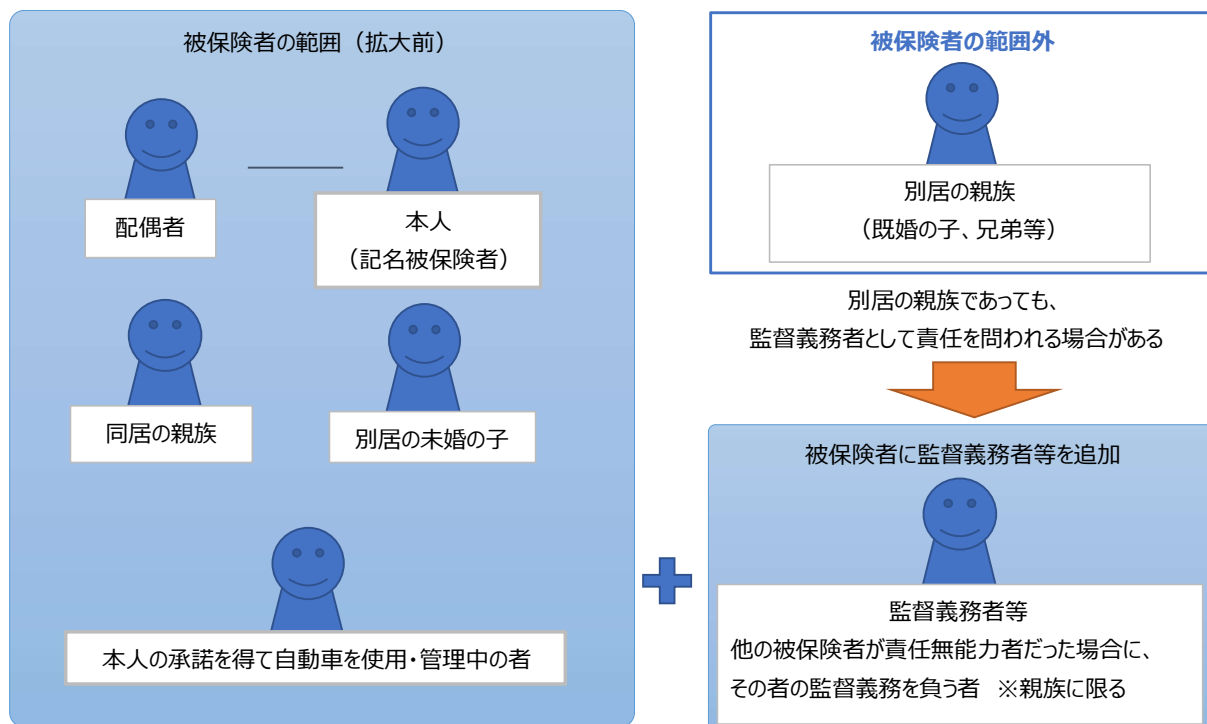 被保険者の範囲（拡大前）
配偶者
本人
（記名被保険者）
同居の親族
別居の未婚の子
本人の承諾を得て自動車を使用・管理中の者
被保険者の範囲外
別居の親族
（既婚の子、兄弟等）
別居の親族であっても、
監督義務者として責任を問われる場合がある
被保険者に監督義務者等を追加
監督義務者等
他の被保険者が責任無能力者だった場合に、
その者の監督義務を負う者　※親族に限る